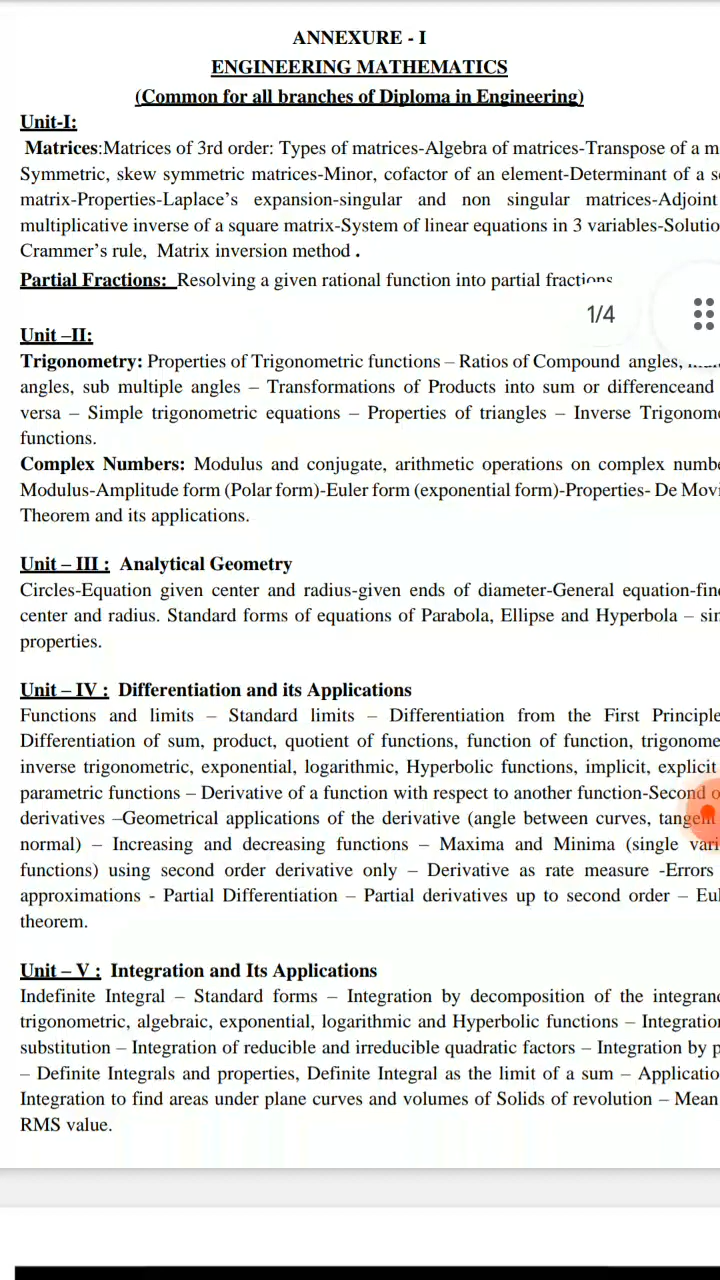 ANNEXURE - I
ENGINEERING MATHEMATICS
(Common for all branches of Diploma in Engineering)
Unit-I:
Matrices:Matrices of 3rd order: Types of matrices-Algebra of matrices-Transpose of a m
Symmetric, skew symmetric matrices-Minor, cofactor of an element-Determinant of a s
matrix-Properties-Laplace's expansion-singular and non singular matrices-Adjoint
multiplicative inverse of a square matrix-System of linear equations in 3 variables-Solutio
Crammer's rule, Matrix inversion method .
Partial Fractions: Resolving a given rational function into partial fractions
1/4
Unit –II:
Trigonometry: Properties of Trigonometric functions – Ratios of Compound angles,
angles, sub multiple angles – Transformations of Products into sum or differenceand
versa – Simple trigonometric equations – Properties of triangles – Inverse Trigonome
functions.
Complex Numbers: Modulus and conjugate, arithmetic operations on complex numbe
Modulus-Amplitude form (Polar form)-Euler form (exponential form)-Properties- De Movi
Theorem and its applications.
Unit – III : Analytical Geometry
Circles-Equation given center and radius-given ends of diameter-General equation-fin
center and radius. Standard forms of equations of Parabola, Ellipse and Hyperbola – sin
properties.
Unit – IV : Differentiation and its Applications
Functions and limits – Standard limits – Differentiation from the First Principle
Differentiation of sum, product, quotient of functions, function of function, trigonome
inverse trigonometric, exponential, logarithmic, Hyperbolic functions, implicit, explicit
parametric functions – Derivative of a function with respect to another function-Second o
derivatives –Geometrical applications of the derivative (angle between curves, tangent
normal) – Increasing and decreasing functions – Maxima and Minima (single vari
functions) using second order derivative only – Derivative as rate measure -Errors
approximations - Partial Differentiation – Partial derivatives up to second order – Eul
theorem.
Unit – V : Integration and Its Applications
Indefinite Integral – Standard forms – Integration by decomposition of the integran
trigonometric, algebraic, exponential, logarithmic and Hyperbolic functions – Integration
substitution – Integration of reducible and irreducible quadratic factors – Integration by p
– Definite Integrals and properties, Definite Integral as the limit of a sum – Applicatio
Integration to find areas under plane curves and volumes of Solids of revolution – Mean
RMS value.